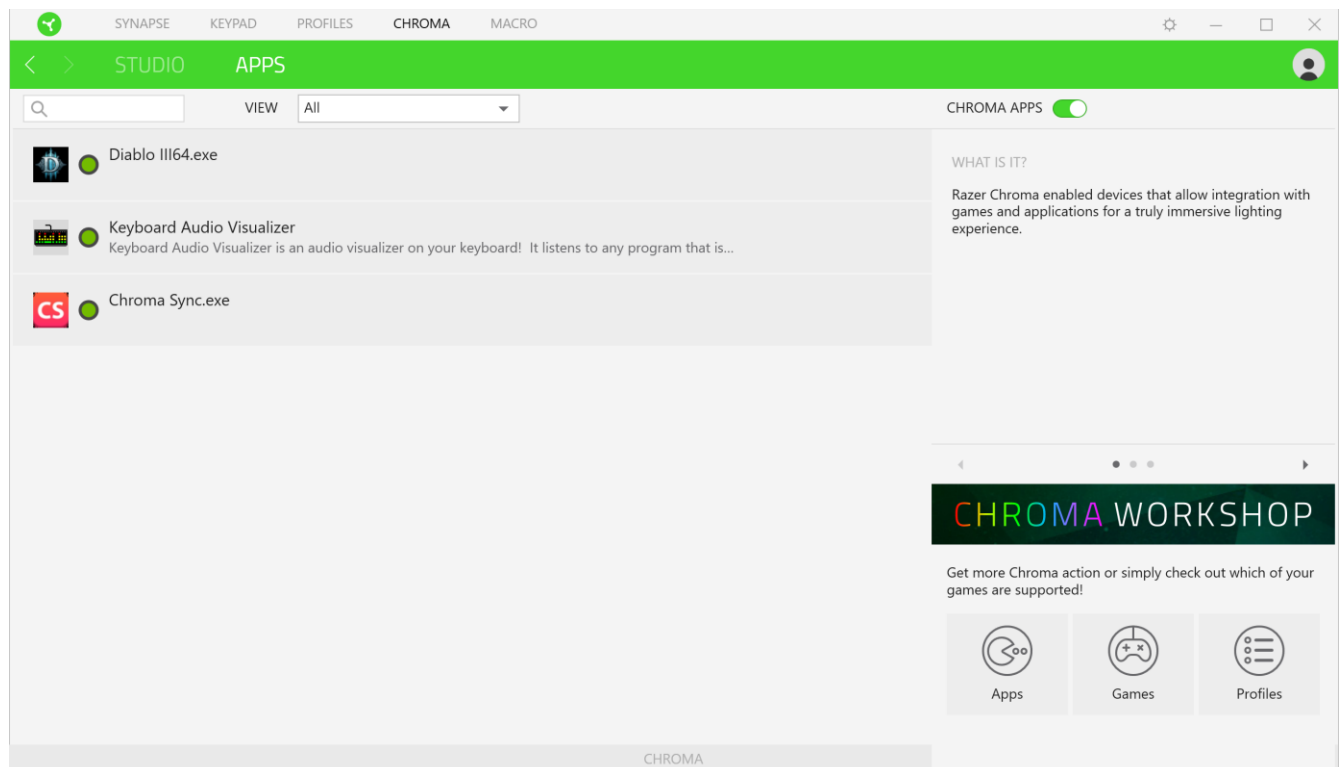 SYNAPSE KEYPAD PROFILES CHROMA MACRO
STUDIO APPS
VIEW All
CHROMA APPS
Diablo III64.exe
Keyboard Audio Visualizer
Keyboard Audio Visualizer is an audio visualizer on your keyboard! It listens to any program that is...
CS
Chroma Sync.exe
WHAT IS IT?
Razer Chroma enabled devices that allow integration with
games and applications for a truly immersive lighting
experience.
CHROMA WORKSHOP
Get more Chroma action or simply check out which of your
games are supported!
Apps Games Profiles
CHROMA